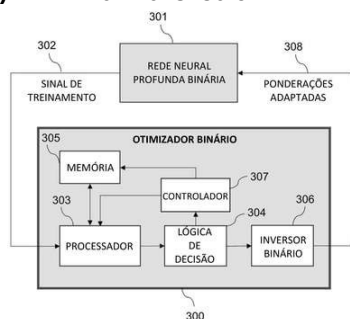 301
302
308
REDE NEURAL
PROFUNDA BINÁRIA
SINAL DE
TREINAMENTO
PONDERAÇÕES
ADAPTADAS
OTIMIZADOR BINÁRIO
305
MEMÓRIA
307
CONTROLADOR
303
304
306
PROCESSADOR
LÓGICA
DE
DECISÃO
INVERSOR
BINÁRIO
300